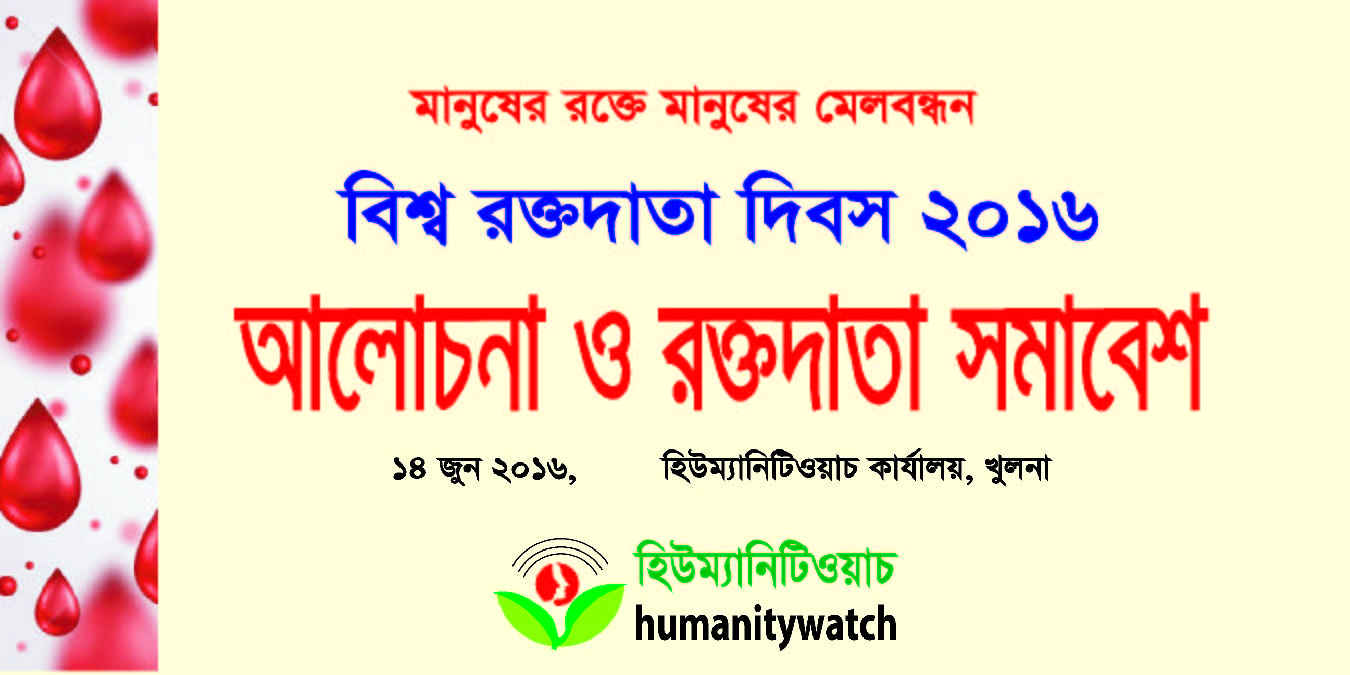 মানুষের রক্তে মানুষের মেলবন্ধন
বিশ্ব রক্তদাতা দিবস ২০১৬
আলোচনা ও রক্তদাতা সমাবেশ
১৪ জুন ২০১৬, হিউম্যানিটিওয়াচ কার্যালয়, খুলনা
হিউম্যানিটিওয়াচ
humanitywatch